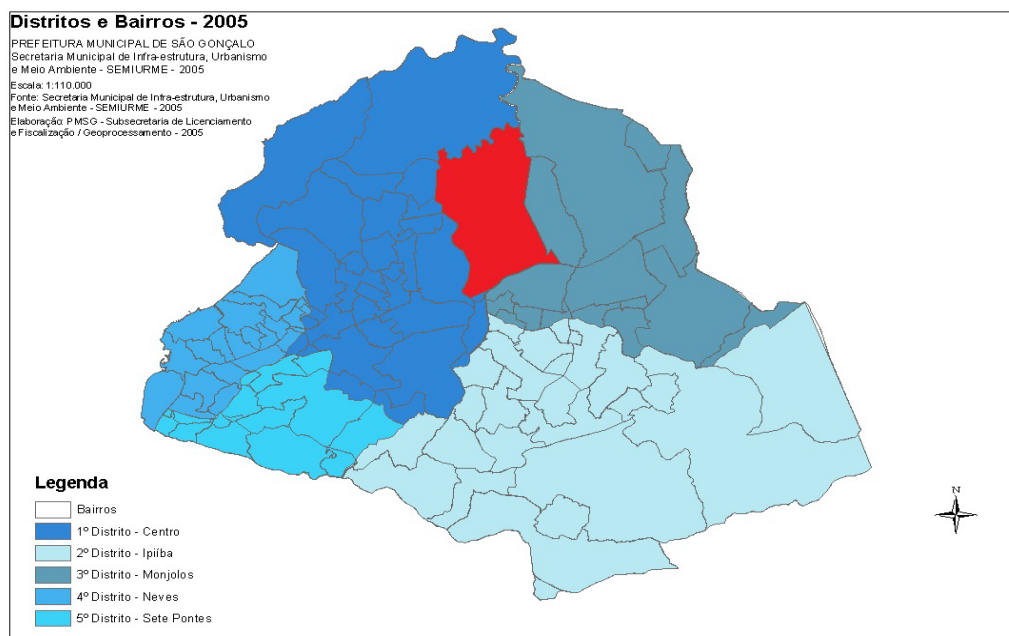 Distritos e Bairros - 2005
PREFEITURA MUNICIPAL DE SÃO GONÇALO
Secretaria Municipal de Infra-estrutura, Urbanismo
e Meio Ambiente - SEMIURME - 2005
Escala: 1:110.000
Fonte: Secretaria Municipal de Infra-estrutura, Urbanismo
e Meio Ambiente - SEMIURME - 2005
Elaboração: PMSG - Subsecretaria de Licenciamento
e Fiscalização / Geoprocessamento - 2005
Legenda
Bairros
1º Distrito - Centro
2º Distrito - Ipiíba
3º Distrito - Monjolos
4º Distrito - Neves
5º Distrito - Sete Pontes
N